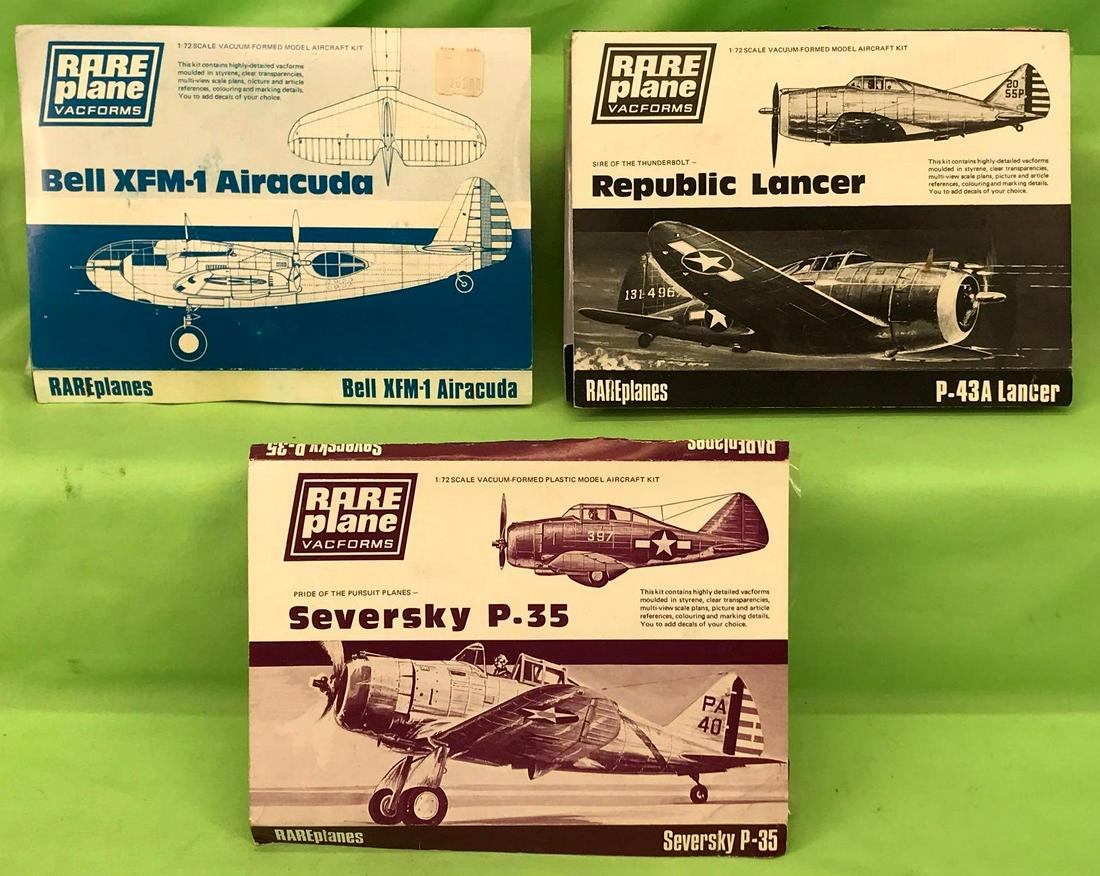 RARE
plane
VACFORMS
1:72 SCALE VACUUM-FORMED MODEL AIRCRAFT KIT
This kit contains highly-detailed vacforms
moulded in styrene, clear transparencies,
multi-view scale plans, picture and article
references, colouring and marking details.
You to add decals of your choice.
Bell XFM-1 Airacuda
RAREplanes
Bell XFM-1 Airacuda
RARE
plane
VACFORMS
1:72 SCALE VACUUM-FORMED MODEL AIRCRAFT KIT
20
55P
SIRE OF THE THUNDERBOLT –
Republic Lancer
This kit contains highly-detailed vacforms
moulded in styrene, clear transparencies,
multi-view scale plans, picture and article
references, colouring and marking details.
You to add decals of your choice.
131-496
RAREplanes
P-43A Lancer
Seversky P-35
RAREplanes
RARE
plane
VACFORMS
1:72 SCALE VACUUM-FORMED PLASTIC MODEL AIRCRAFT KIT
397
PRIDE OF THE PURSUIT PLANES –
Seversky P-35
This kit contains highly detailed vacforms
moulded in styrene, clear transparencies,
multi-view scale plans, picture and article
references, colouring and marking details.
You to add decals of your choice.
PA
40
RAREplanes
Seversky P-35